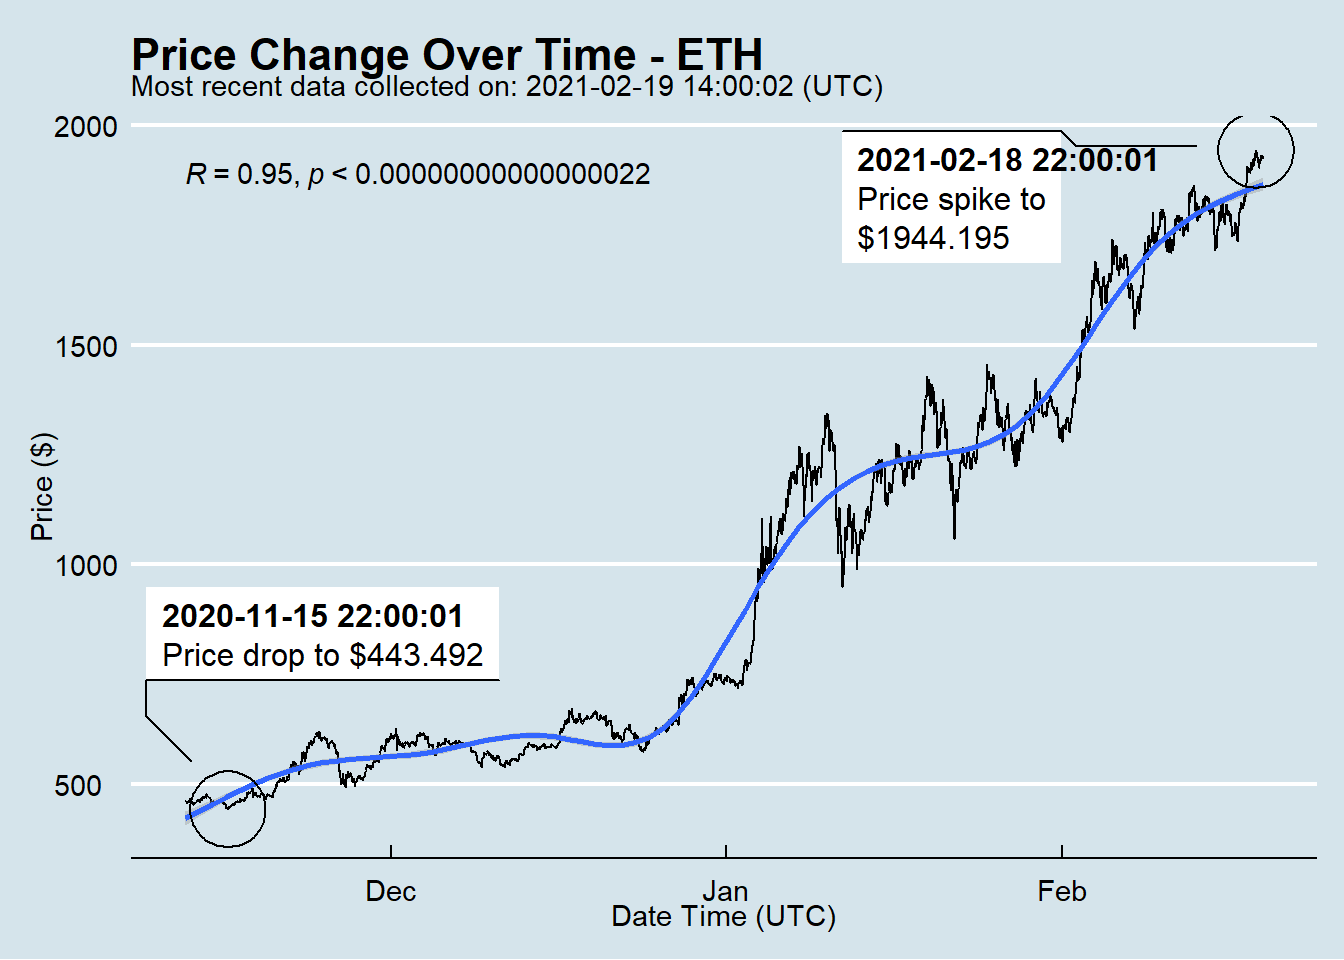 Price Change Over Time - ETH
Most recent data collected on: 2021-02-19 14:00:02 (UTC)
2000
R = 0.95, p < 0.00000000000000022
2021-02-18 22:00:01
Price spike to
$1944.195
1500
Price ($)
1000
2020-11-15 22:00:01
Price drop to $443.492
500
Dec
Jan
Feb
Date Time (UTC)